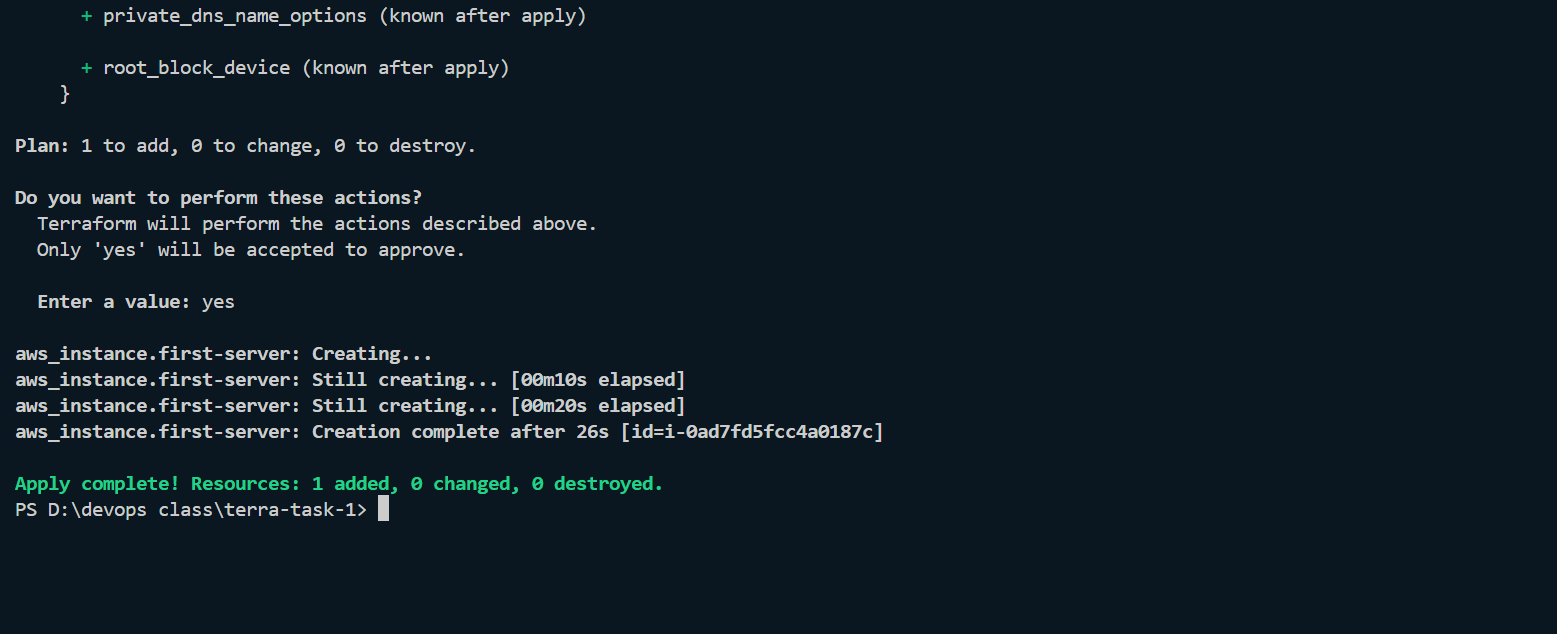 + private_dns_name_options (known after apply)
+ root_block_device (known after apply)
}
Plan: 1 to add, 0 to change, 0 to destroy.
Do you want to perform these actions?
Terraform will perform the actions described above.
Only 'yes' will be accepted to approve.
Enter a value: yes
aws_instance.first-server: Creating...
aws_instance.first-server: Still creating... [00m10s elapsed]
aws_instance.first-server: Still creating... [00m20s elapsed]
aws_instance.first-server: Creation complete after 26s [id=i-0ad7fd5fcc4a0187c]
Apply complete! Resources: 1 added, 0 changed, 0 destroyed.
PS D:\devops class\terra-task-1>